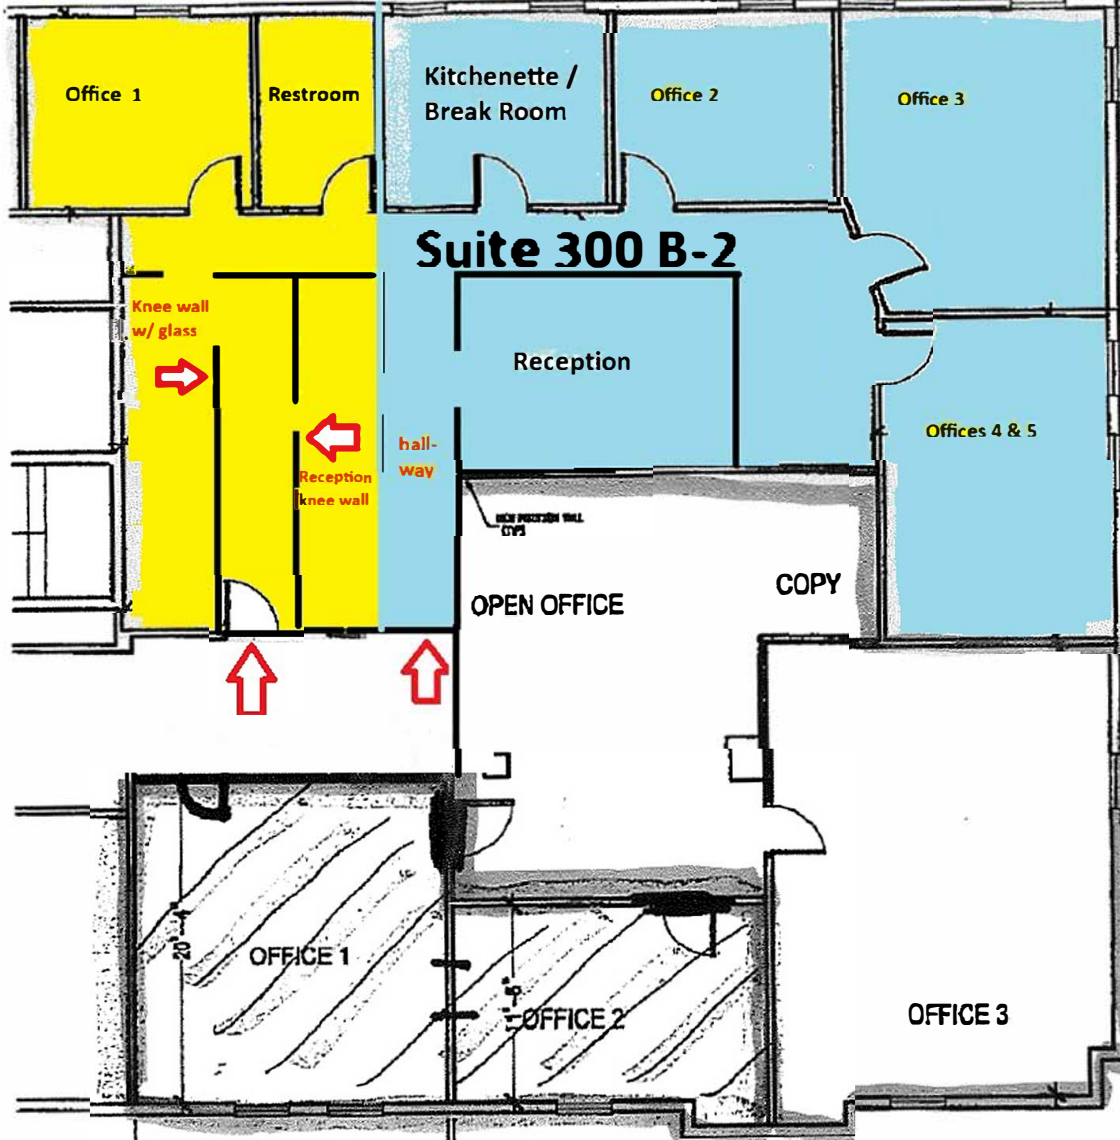 Office 1
Restroom
Kitchenette /
Break Room
Office 2
Office 3
Suite 300 B-2
Knee wall
w/ glass
Reception
hall-
way
Offices 4 & 5
Reception
knee wall
OPEN OFFICE
COPY
OFFICE 1
OFFICE 2
OFFICE 3